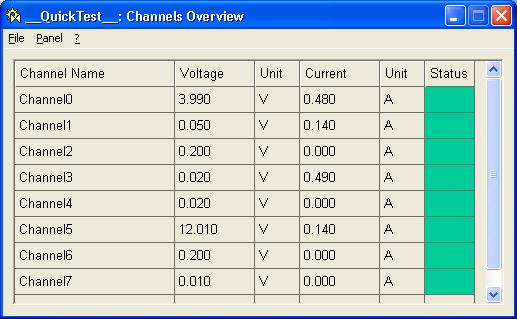 __QuickTest__: Channels Overview
File Panel ?
Channel Name Voltage Unit Current Unit Status
Channel0 3.990 V 0.480 A
Channel1 0.050 V 0.140 A
Channel2 0.200 V 0.000 A
Channel3 0.020 V 0.490 A
Channel4 0.020 V 0.000 A
Channel5 12.010 V 0.140 A
Channel6 0.200 V 0.000 A
Channel7 0.010 V 0.000 A